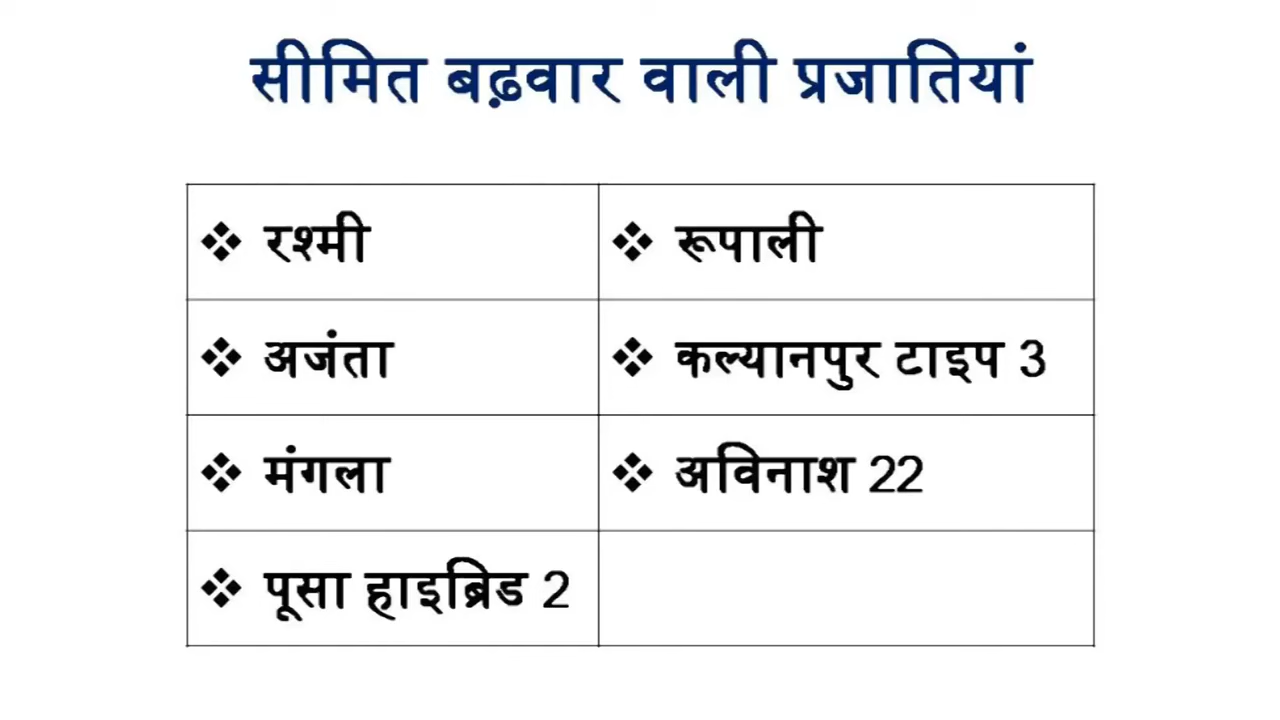 सीमित बढ़वार वाली प्रजातियां
❖ रश्मी
❖ रूपाली
❖ अजंता
❖ कल्यानपुर टाइप 3
❖ मंगला
❖ अविनाश 22
❖ पूसा हाइब्रिड 2